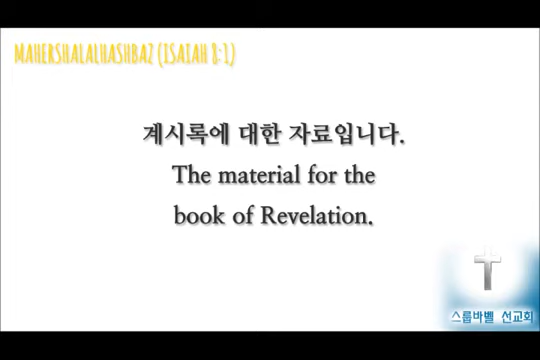 MAHERSHALALHASHBAZ (ISAIAH 8:1)
계시록에 대한 자료입니다.
The material for the
book of Revelation.
스룹바벨 선교회